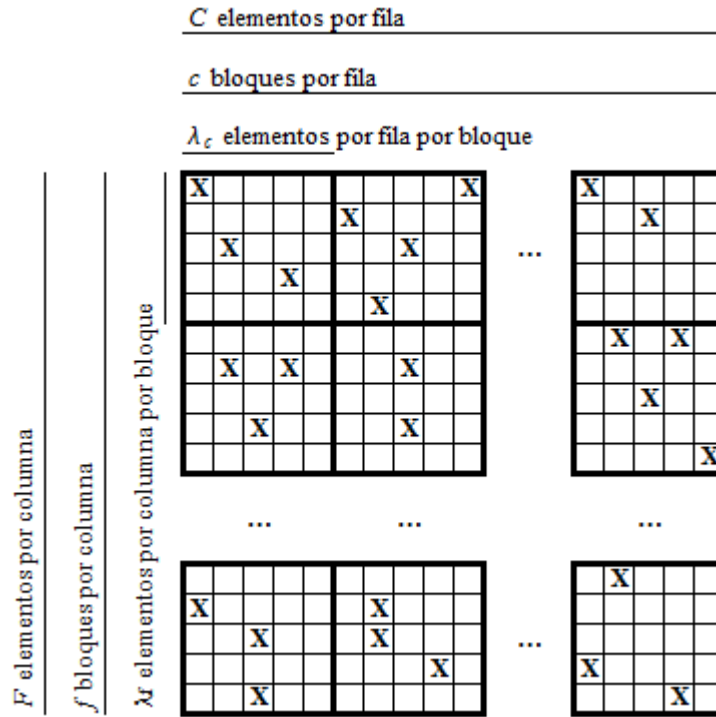 C elementos por fila
c bloques por fila
λc elementos por fila por bloque
F elementos por columna
f bloques por columna
λf elementos por columna por bloque
X X X
X X
X X ...
X
X
X X
X X X
X
X X
X
... ... ...
X
X X
X X ...
X X
X X